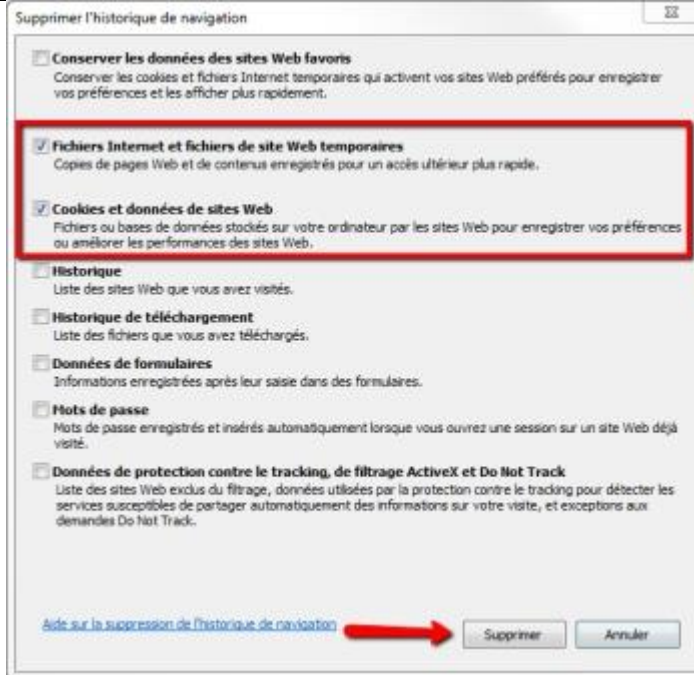 Supprimer l'historique de navigation
Conserver les données des sites Web favoris
Conserver les cookies et fichiers Internet temporaires qui activent vos sites Web préférés pour enregistrer
vos préférences et les afficher plus rapidement.
Fichiers Internet et fichiers de site Web temporaires
Copies de pages Web et de contenus enregistrés pour un accès ultérieur plus rapide.
Cookies et données de sites Web
Fichiers ou bases de données stockés sur votre ordinateur par les sites Web pour enregistrer vos préférences
ou améliorer les performances des sites Web.
Historique
Liste des sites Web que vous avez visités.
Historique de téléchargement
Liste des fichiers que vous avez téléchargés.
Données de formulaires
Informations enregistrées après leur saisie dans des formulaires.
Mots de passe
Mots de passe enregistrés et insérés automatiquement lorsque vous ouvrez une session sur un site Web déjà
visité.
Données de protection contre le tracking, de filtrage ActiveX et Do Not Track
Liste des sites Web exclus du filtrage, données utilisées par la protection contre le tracking pour détecter les
services susceptibles de partager automatiquement des informations sur votre visite, et exceptions aux
demandes Do Not Track.
Aide sur la suppression de l'historique de navigation
Supprimer
Annuler